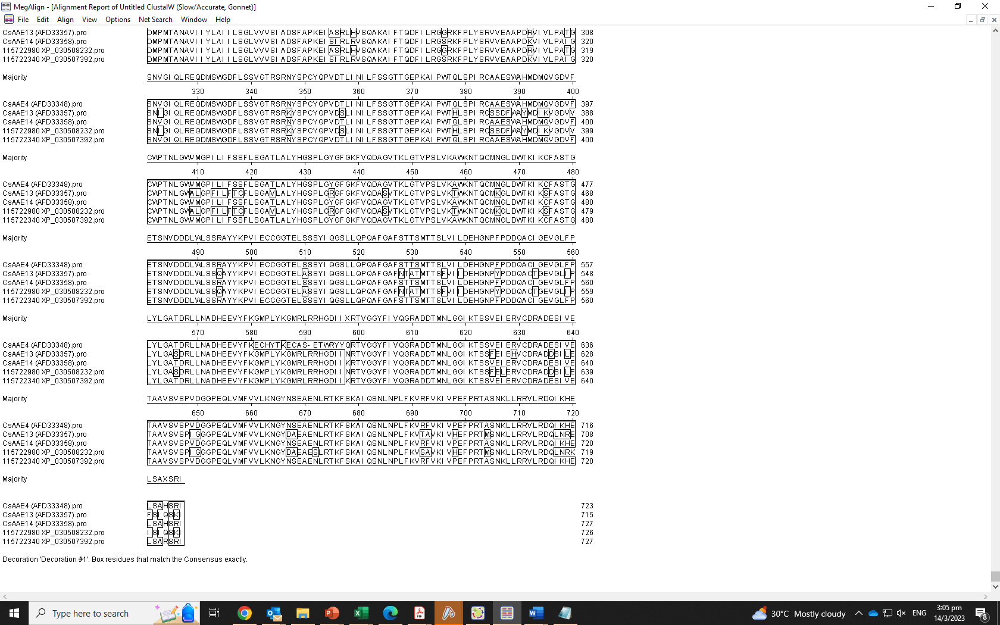 MegAlign - [Alignment Report of Untitled ClustalW (Slow/Accurate, Gonnet)]
File Edit Align View Options Net Search Window Help
CsAAE13 (AFD33357).pro DMPMTANAVIIYLAIILSGLVVVSIADSFAPKEIASRLHVSQAKAIFTQDFILRGGRKFPLYSRVVEAAPDRVIVLPATG 308
CsAAE14 (AFD33358).pro DMPMTANAVIIYLAIILSGLVVVSIADSFAPKEISIRLRVSQAKAIFTQDFILRGSRKFPLYSRVVEAAPDKVIVLPAIG 320
115722980 XP_030508232.pro DMPMTANAVIIYLAIILSGLVVVSIADSFAPKEIASRLHVSQAKAIFTQDFILRGGRKFPLYSRVVEAAPDRVIVLPATG 319
115722340 XP_030507392.pro DMPMTANAVIIYLAIILSGLVVVSIADSFAPKEISIRLRVSQAKAIFTQDFILRGSRKFPLYSRVVEAAPDKVIVLPAIG 320
Majority SNVGIQLREQDMSWGDFLSSVGTRSRNYSPCYQPVDTLINILFSSGTTGEPKAIPWTQLSPIRCAAESWAHMDMQVGDVF
330 340 350 360 370 380 390 400
CsAAE4 (AFD33348).pro SNVGIQLREQDMSWGDFLSSVGTRSRNYSPCYQPVDTLINILFSSGTTGEPKAIPWTQLSPIRCAAESWAHMDMQVGDVF 397
CsAAE13 (AFD33357).pro SNIGIQLREQDMSWGDFLSSVGTRSRKYSPCYQPVDSLINILFSSGTTGEPKAIPWTHLSPIRCSSDFWAYMDIKVGDVV 388
CsAAE14 (AFD33358).pro SNVGIQLREQDMSWGDFLSSVGTRSRNYSPCYQPVDTLINILFSSGTTGEPKAIPWTQLSPIRCAAESWAHMDMQVGDVF 400
115722980 XP_030508232.pro SNIGIQLREQDMSWGDFLSSVGTRSRKYSPCYQPVDSLINILFSSGTTGEPKAIPWTHLSPIRCSSDFWAYMDIKVGDVV 399
115722340 XP_030507392.pro SNVGIQLREQDMSWGDFLSSVGTRSRNYSPCYQPVDTLINILFSSGTTGEPKAIPWTQLSPIRCAAESWAHMDMQVGDVF 400
Majority CWPTNLGWVMGPILIFSSFLSGATLALYHGSPLGYGFGKFVQDAGVTKLGTVPSLVKAWKNTQCMNGLDWTKIKCFASTG
410 420 430 440 450 460 470 480
CsAAE4 (AFD33348).pro CWPTNLGWVMGPILIFSSFLSGATLALYHGSPLGYGFGKFVQDAGVTKLGTVPSLVKAWKNTQCMNGLDWTKIKCFASTG 477
CsAAE13 (AFD33357).pro CWPTNLGWALGPFILFTCFLSGAVLALYHGSPLGRGFGKFVQDASVTKLGTVPSLVKTWKNTQCMKGLDWTKIKSFASTG 468
CsAAE14 (AFD33358).pro CWPTNLGWVMGPILIFSSFLSGATLALYHGSPLGYGFGKFVQDAGVTKLGTVPSLVKAWKNTQCMNGLDWTKIKCFASTG 480
115722980 XP_030508232.pro CWPTNLGWALGPFILFTCFLSGAVLALYHGSPLGRGFGKFVQDASVTKLGTVPSLVKTWKNTQCMKGLDWTKIKSFASTG 479
115722340 XP_030507392.pro CWPTNLGWVMGPILIFSSFLSGATLALYHGSPLGYGFGKFVQDAGVTKLGTVPSLVKAWKNTQCMNGLDWTKIKCFASTG 480
Majority ETSNVDDDLWLSSRAYYKPVIECCGGTELSSSYIQGSLLQPQAFGAFSTTSMTTSLVILDEHGNPFPDDQACIGEVGLFP
490 500 510 520 530 540 550 560
CsAAE4 (AFD33348).pro ETSNVDDDLWLSSRAYYKPVIECCGGTELSSSYIQGSLLQPQAFGAFSTTSMTTSLVILDEHGNPFPDDQACIGEVGLFP 557
CsAAE13 (AFD33357).pro ETSNVDDDLWLSSQAYYKPVIECCGGTELASSYIQGSLLQPQAFGAFNTATMTTSFVILDEHGNPYPDDQACTGEVGLIP 548
CsAAE14 (AFD33358).pro ETSNVDDDLWLSSRAYYKPVIECCGGTELSSSYIQGSLLQPQAFGAFSTTSMTTSLVILDEHGNPFPDDQACIGEVGLFP 560
115722980 XP_030508232.pro ETSNVDDDLWLSSQAYYKPVIECCGGTELASSYIQGSLLQPQAFGAFNTATMTTSFVILDEHGNPYPDDQACTGEVGLIP 559
115722340 XP_030507392.pro ETSNVDDDLWLSSRAYYKPVIECCGGTELSSSYIQGSLLQPQAFGAFSTTSMTTSLVILDEHGNPFPDDQACIGEVGLFP 560
Majority LYLGATDRLLNADHEEVYFKGMPLYKGMRLRRHGDIIXRTVGGYFIVQGRADDTMNLGGIKTSSVEIERVCDRADESIVE
570 580 590 600 610 620 630 640
CsAAE4 (AFD33348).pro LYLGATDRLLNADHEEVYFKECHYTKECAS-ETWRYYQRTVGGYFIVQGRADDTMNLGGIKTSSVEIERVCDRADESIVE 636
CsAAE13 (AFD33357).pro LYLGASDRLLNADHEEVYFKGMPLYKGMRLRRHGDIINRTVGGYFIVQGRADDTMNLGGIKTSSFEIEHVCDRADDSILE 628
CsAAE14 (AFD33358).pro LYLGATDRLLNADHEEVYFKGMPLYKGMRLRRHGDIIKRTVGGYFIVQGRADDTMNLGGIKTSSVEIERVCDRADESIVE 640
115722980 XP_030508232.pro LYLGASDRLLNADHEEVYFKGMPLYKGMRLRRHGDIINRTVGGYFIVQGRADDTMNLGGIKTSSFELERVCDRADDSILE 639
115722340 XP_030507392.pro LYLGATDRLLNADHEEVYFKGMPLYKGMRLRRHGDIIKRTVGGYFIVQGRADDTMNLGGIKTSSVEIERVCDRADESIVE 640
Majority TAAVSVSPVDGGPEQLVMFVVLKNGYNSEAENLRTKFSKAIQSNLNPLFKVRFVKIVPEFPRTASNKLLRRVLRDQIKHE
650 660 670 680 690 700 710 720
CsAAE4 (AFD33348).pro TAAVSVSPVDGGPEQLVMFVVLKNGYNSEAENLRTKFSKAIQSNLNPLFKVRFVKIVPEFPRTASNKLLRRVLRDQIKHE 716
CsAAE13 (AFD33357).pro TAAVSVSPIGGGPEQLVMFVVLKNGYDAEAENLRTKFSKAIQSNLNPLFKVTAVKIVHEFPRTMSNKLLRRVLRDQLNRE 708
CsAAE14 (AFD33358).pro TAAVSVSPVDGGPEQLVMFVVLKNGYNSEAENLRTKFSKAIQSNLNPLFKVRFVKIVPEFPRTASNKLLRRVLRDQIKHE 720
115722980 XP_030508232.pro TAAVSVSPIGGGPEQLVMFVVLKNGYDAEAESLRTKFSKAIQSNLNPLFKVSAVKIVHEFPRTMSNKLLRRVLRDQLNRK 719
115722340 XP_030507392.pro TAAVSVSPVDGGPEQLVMFVVLKNGYNSEAENLRTKFSKAIQSNLNPLFKVRFVKIVPEFPRTASNKLLRRVLRDQIKHE 720
Majority LSAXSRI
CsAAE4 (AFD33348).pro LSAHSRI 723
CsAAE13 (AFD33357).pro FSIQSKI 715
CsAAE14 (AFD33358).pro LSAHSRI 727
115722980 XP_030508232.pro ISIQSKI 726
115722340 XP_030507392.pro LSARSRI 727
Decoration 'Decoration #1': Box residues that match the Consensus exactly.
Type here to search
30°C Mostly cloudy
ENG
3:05 pm
14/3/2023
8